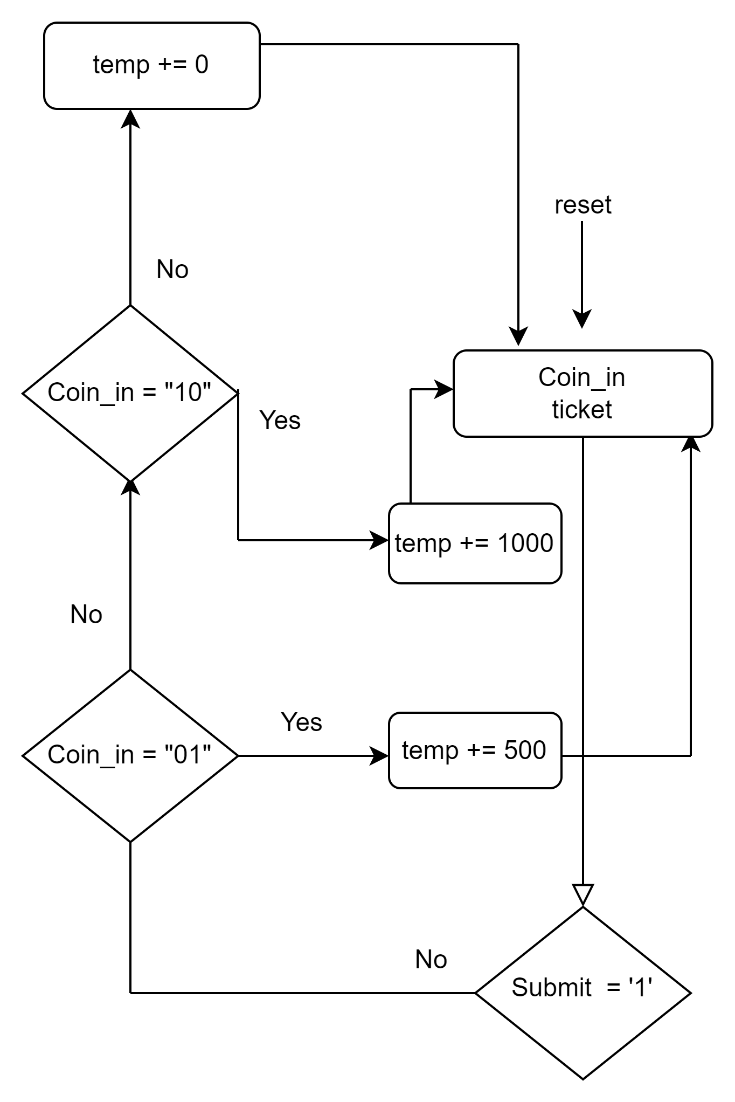 temp += 0
reset
No
Coin_in
ticket
Coin_in = "10"
Yes
temp += 1000
No
Yes
Coin_in = "01"
temp += 500
No
Submit  = '1'